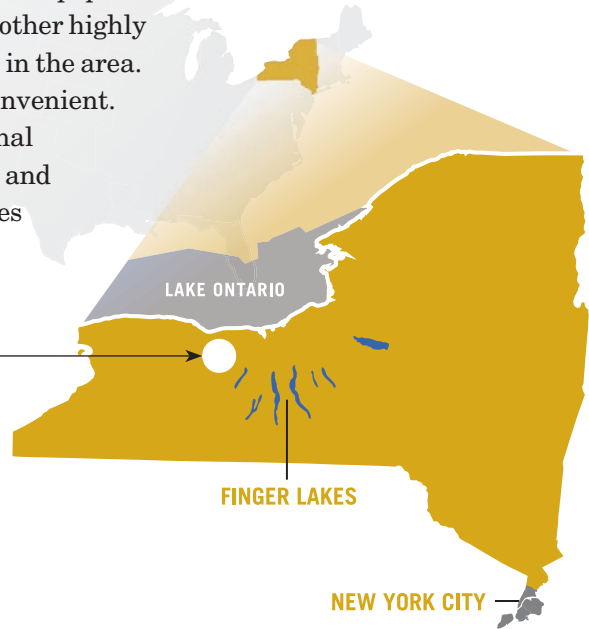 other highly
in the area.
nvenient.
nal
and
es
LAKE ONTARIO
FINGER LAKES
NEW YORK CITY